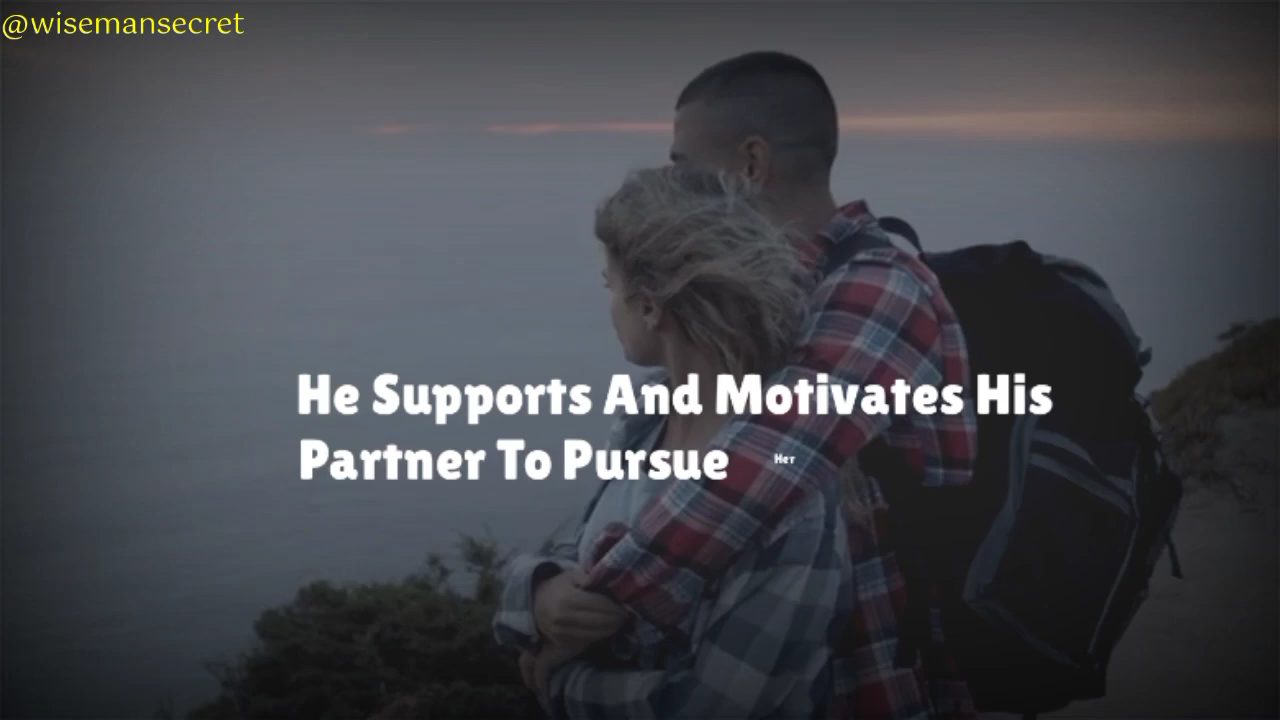 @wisemansecret
He Supports And Motivates His
Partner To Pursue Her